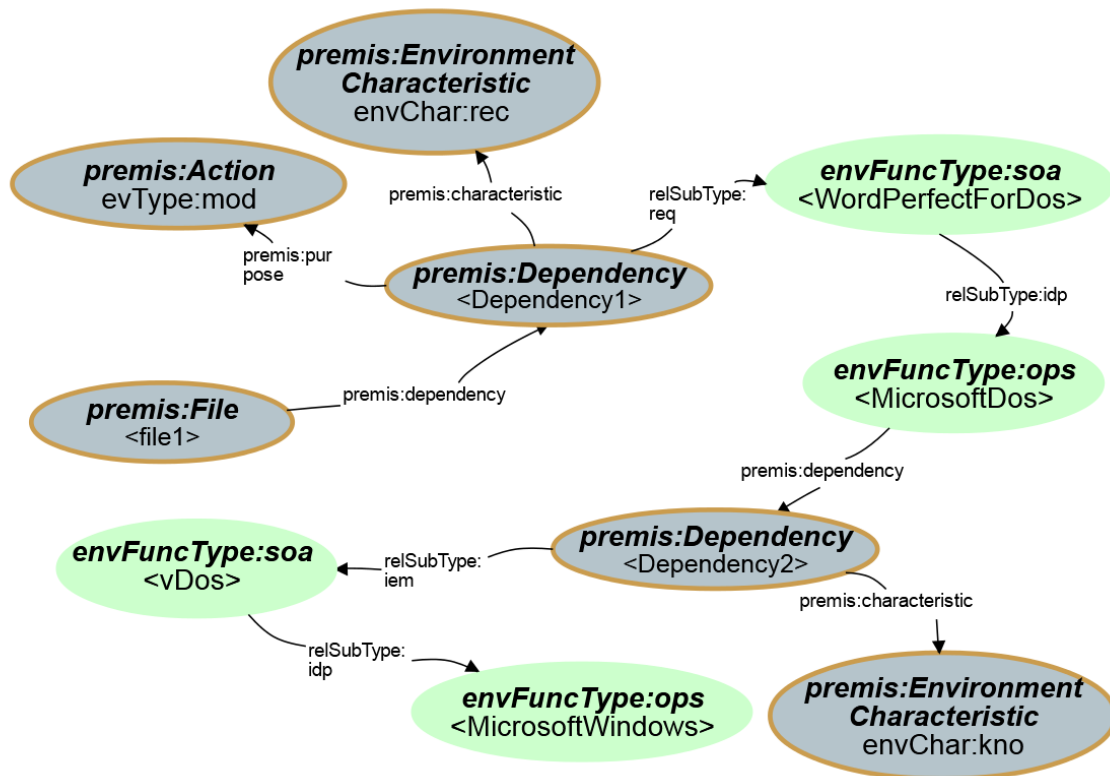 premis:Environment
Characteristic
envChar:rec
premis:Action
evType:mod
premis:characteristic
relSubType:
req
envFuncType:soa
<WordPerfectForDos>
premis:pur
pose
premis:Dependency
<Dependency1>
relSubType:idp
premis:dependency
envFuncType:ops
<MicrosoftDos>
premis:File
<file1>
premis:dependency
premis:Dependency
<Dependency2>
envFuncType:soa
<vDos>
relSubType:
iem
premis:characteristic
relSubType:
idp
envFuncType:ops
<MicrosoftWindows>
premis:Environment
Characteristic
envChar:kno